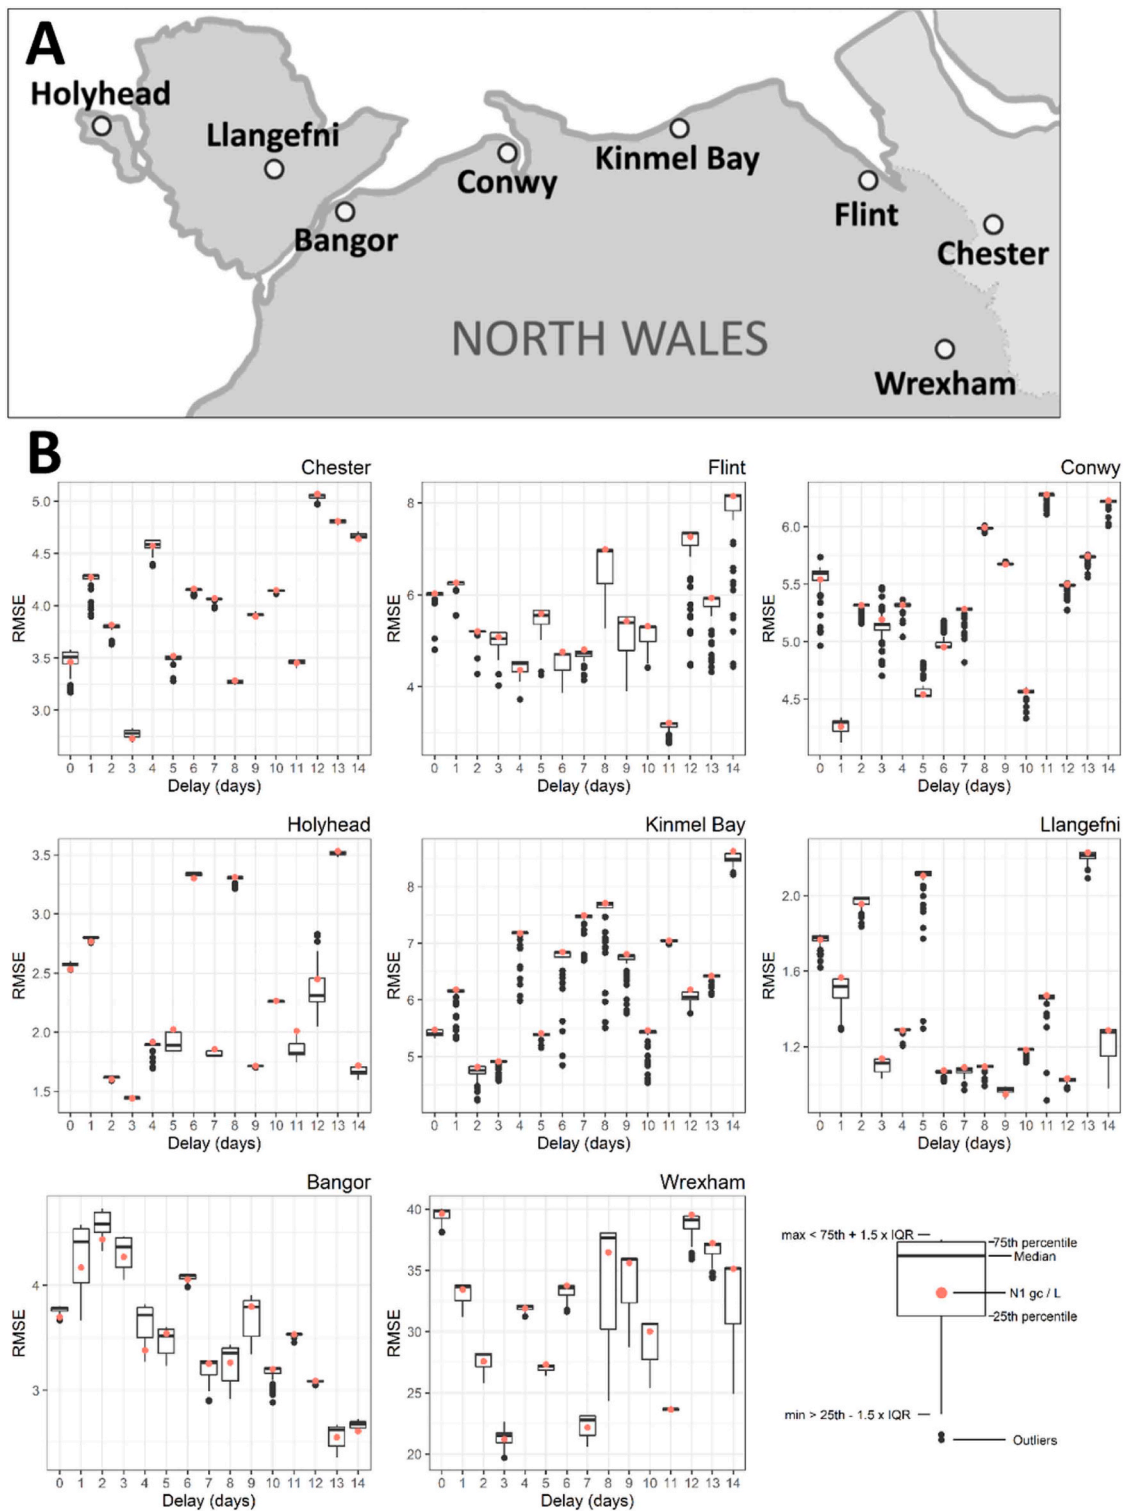 A
Holyhead
Llangefni
Bangor
Conwy
Kinmel Bay
Flint
Chester
NORTH WALES
Wrexham
B
Chester
5.0
4.5
4.0
3.5
3.0
RMSE
0 1 2 3 4 5 6 7 8 9 10 11 12 13 14
Delay (days)
Flint
8
6
4
RMSE
0 1 2 3 4 5 6 7 8 9 10 11 12 13 14
Delay (days)
Conwy
6.0
5.5
5.0
4.5
RMSE
0 1 2 3 4 5 6 7 8 9 10 11 12 13 14
Delay (days)
Holyhead
3.5
3.0
2.5
2.0
1.5
RMSE
0 1 2 3 4 5 6 7 8 9 10 11 12 13 14
Delay (days)
Kinmel Bay
8
7
6
5
RMSE
0 1 2 3 4 5 6 7 8 9 10 11 12 13 14
Delay (days)
Llangefni
2.0
1.6
1.2
RMSE
0 1 2 3 4 5 6 7 8 9 10 11 12 13 14
Delay (days)
Bangor
4
3
RMSE
0 1 2 3 4 5 6 7 8 9 10 11 12 13 14
Delay (days)
Wrexham
40
35
30
25
20
RMSE
0 1 2 3 4 5 6 7 8 9 10 11 12 13 14
Delay (days)
max < 75th + 1.5 x IQR
75th percentile
Median
N1 gc / L
25th percentile
min > 25th - 1.5 x IQR
Outliers